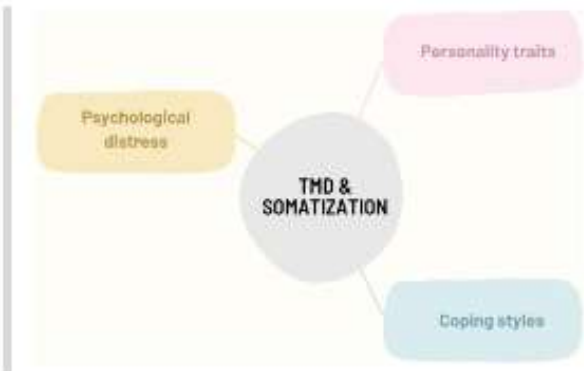 Personality traits
Psychological
distress
TMD &
SOMATIZATION
Coping styles